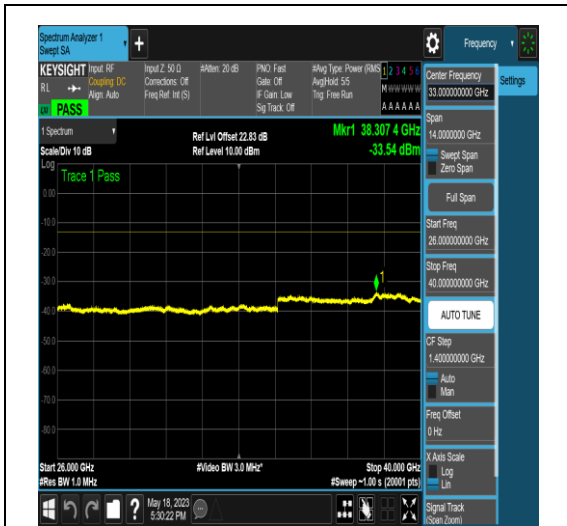 Spectrum Analyzer 1
Swept SA
Frequency
KEYSIGHT
RL
PASS
Input: RF
Coupling: DC
Align: Auto
Input Z: 50 Ω
Corrections: Off
Freq Ref: Int (S)
#Atten: 20 dB
PNO: Fast
Gate: Off
IF Gain: Low
Sig Track: Off
#Avg Type: Power (RMS)
Avg|Hold: 5/5
Trig: Free Run
1 2 3 4 5 6
M W W W W W
A A A A A A
1 Spectrum
Scale/Div 10 dB
Ref Lvl Offset 22.83 dB
Ref Level 10.00 dBm
Mkr1 38.307 4 GHz
-33.54 dBm
Log
Trace 1 Pass
0.00
-10.0
-20.0
-30.0
-40.0
-50.0
-60.0
-70.0
-80.0
1
Start 26.000 GHz
#Res BW 1.0 MHz
#Video BW 3.0 MHz*
Stop 40.000 GHz
#Sweep ~1.00 s (20001 pts)
May 18, 2023
5:30:22 PM
Center Frequency
33.000000000 GHz
Settings
Span
14.0000000 GHz
Swept Span
Zero Span
Full Span
Start Freq
26.000000000 GHz
Stop Freq
40.000000000 GHz
AUTO TUNE
CF Step
1.400000000 GHz
Auto
Man
Freq Offset
0 Hz
X Axis Scale
Log
Lin
Signal Track
(Span Zoom)